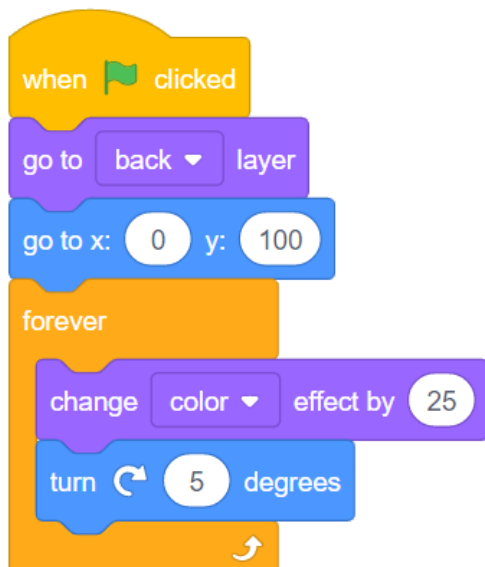 when clicked
go to back layer
go to x: 0 y: 100
forever
change color effect by 25
turn 5 degrees